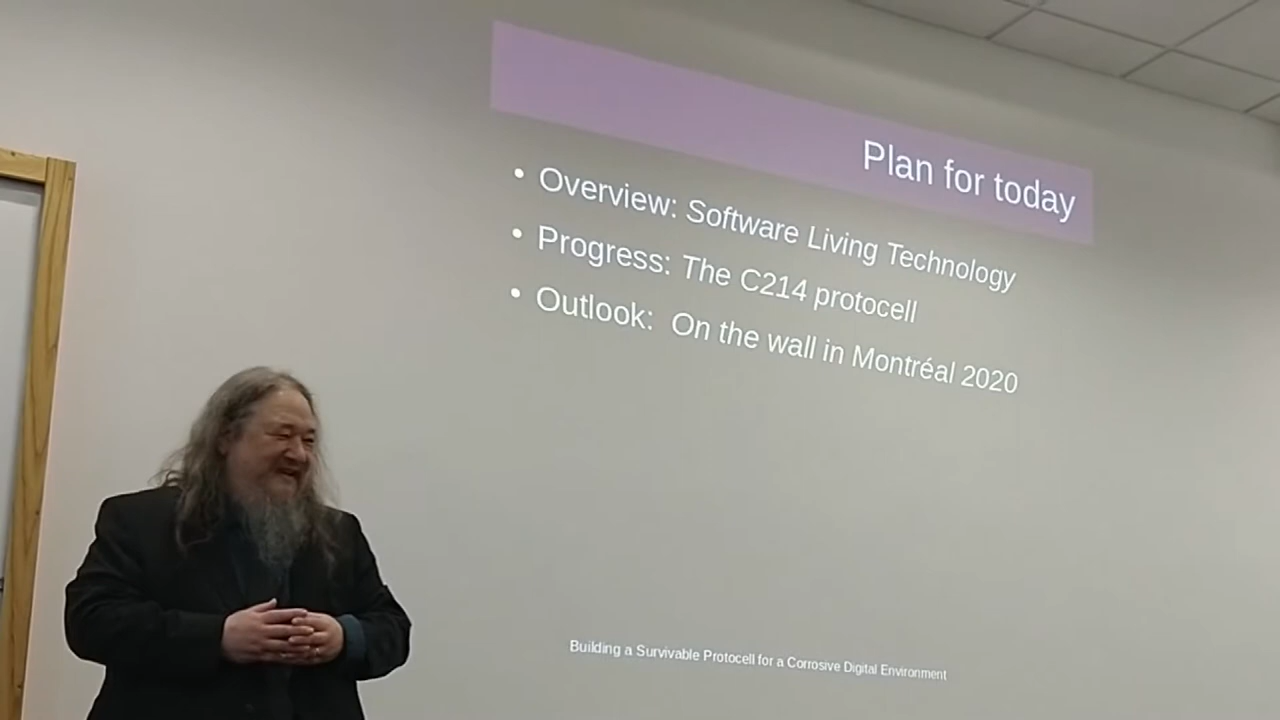 Plan for today
• Overview: Software Living Technology
• Progress: The C214 protocell
• Outlook: On the wall in Montréal 2020
Building a Survivable Protocell for a Corrosive Digital Environment